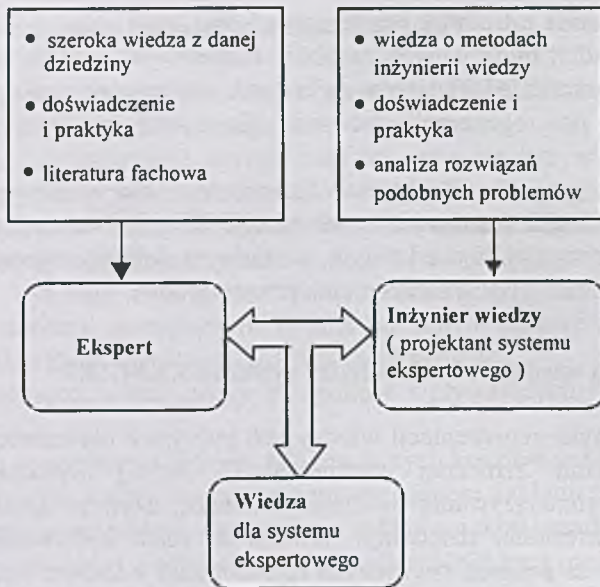 • szeroka wiedza z danej
dziedziny
• doświadczenie
i praktyka
• literatura fachowa
• wiedza o metodach
inżynierii wiedzy
• doświadczenie i
praktyka
• analiza rozwiązań
podobnych problemów
Ekspert
Inżynier wiedzy
( projektant systemu
ekspertowego )
Wiedza
dla systemu
ekspertowego